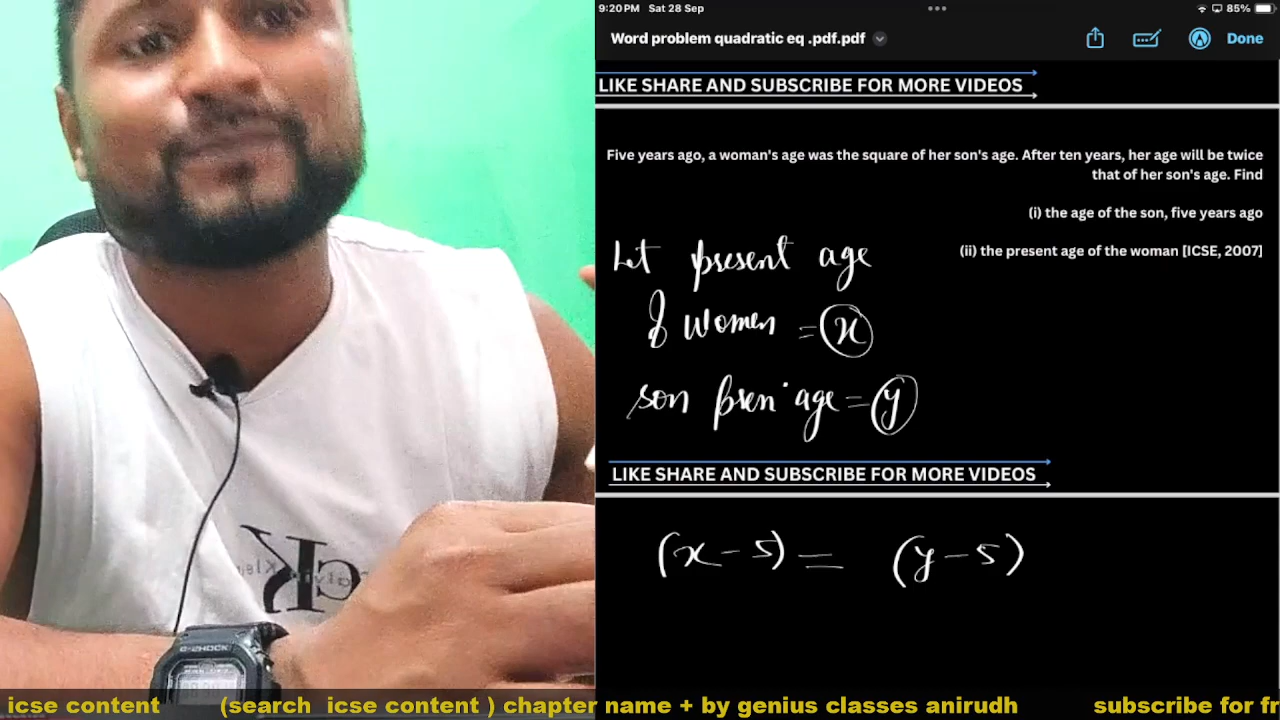 9:20 PM Sat 28 Sep 85%
Word problem quadratic eq .pdf.pdf Done
LIKE SHARE AND SUBSCRIBE FOR MORE VIDEOS
Five years ago, a woman's age was the square of her son's age. After ten years, her age will be twice
that of her son's age. Find
(i) the age of the son, five years ago
(ii) the present age of the woman [ICSE, 2007]
Let present age
of women = x
son pren age = y
LIKE SHARE AND SUBSCRIBE FOR MORE VIDEOS
(x - 5) = (y - 5)
G-SHOCK
icse content (search icse content ) chapter name + by genius classes anirudh subscribe for fr